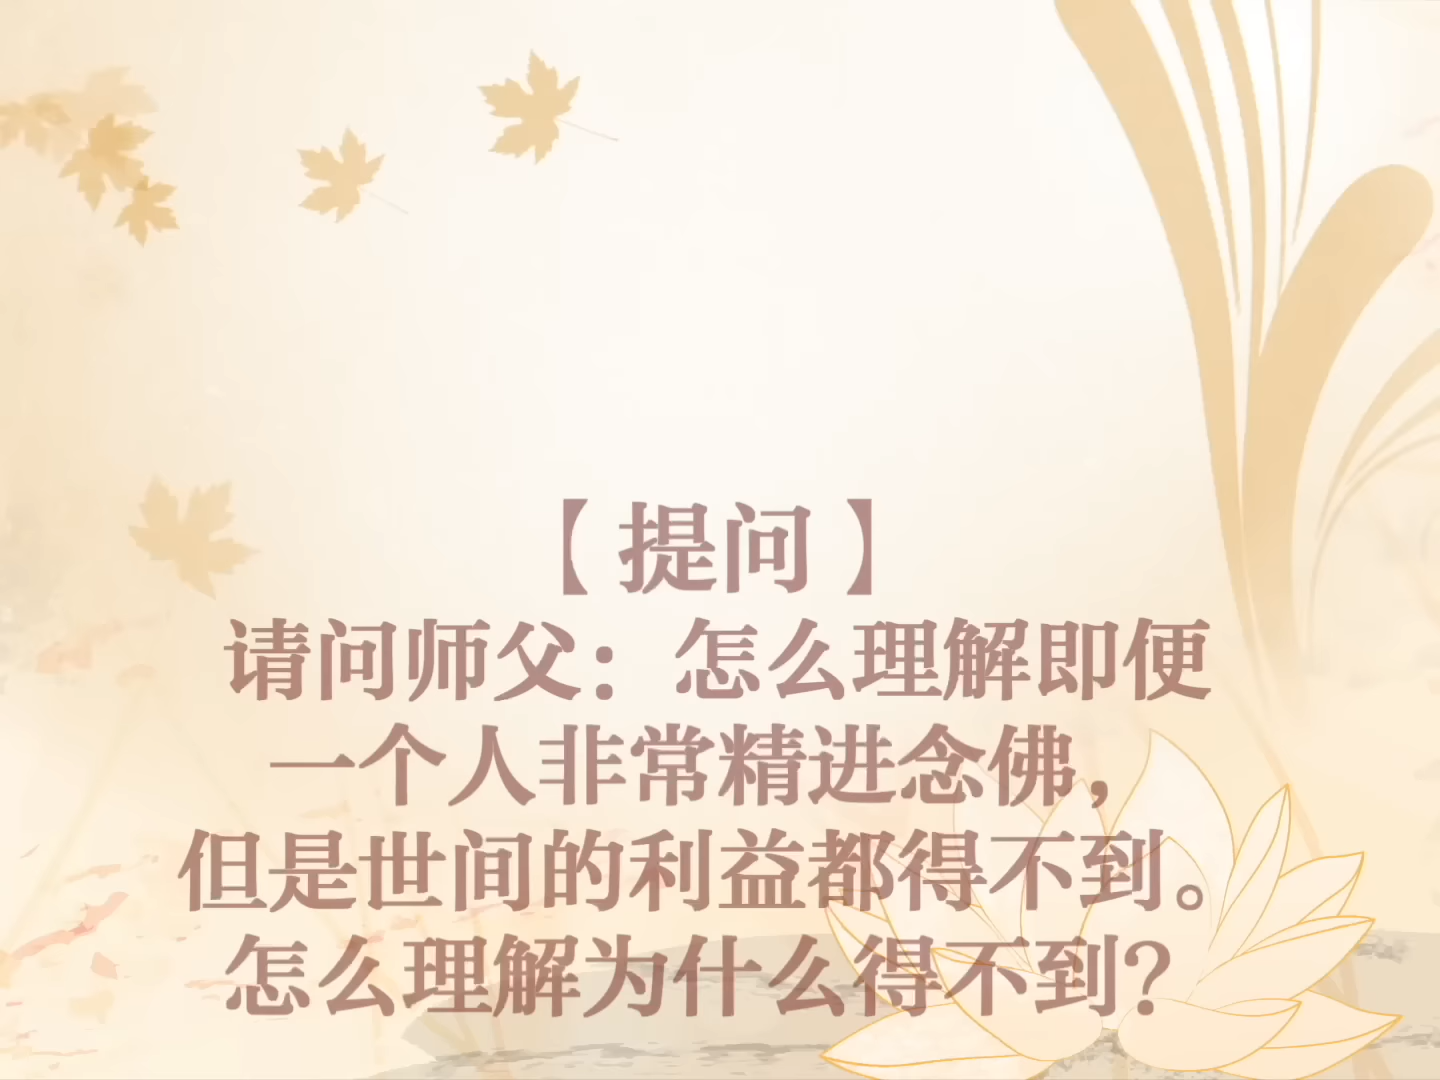 【提问】
请问师父：怎么理解即便
一个人非常精进念佛，
但是世间的利益都得不到。
怎么理解为什么得不到？